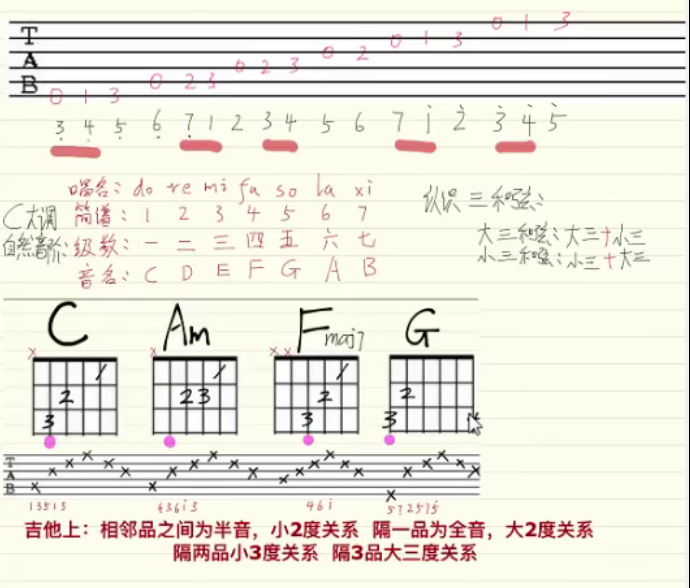 T
A
B
0 1 3 0 2 3 0 2 3 0 2 0 1 3 0 1 3
3 4 5 6 7 1 2 3 4 5 6 7 1 2 3 4 5
唱名: do re mi fa so la xi
C大调 简谱: 1 2 3 4 5 6 7
自然音阶: 级数: 一 二 三 四 五 六 七
音名: C D E F G A B
认识三和弦:
大三和弦: 大三+小三
小三和弦: 小三+大三
C Am Fmaj7 G
x x xx
2 3
2 3
2 3
2 3
T
A
B
1 3 5 1 3 6 3 6 1 3 4 6 1 5 7 2 5 7 5
吉他上：相邻品之间为半音，小2度关系 隔一品为全音，大2度关系
隔两品小3度关系 隔3品大三度关系